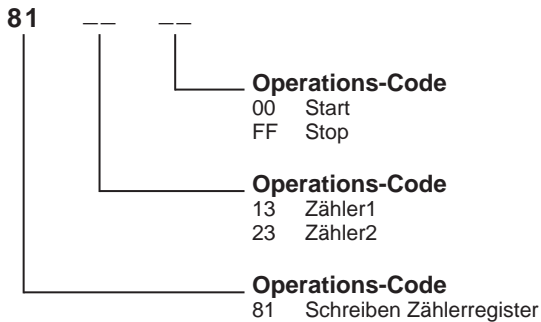 81 __ __
Operations-Code
00 Start
FF Stop
Operations-Code
13 Zähler1
23 Zähler2
Operations-Code
81 Schreiben Zählerregister